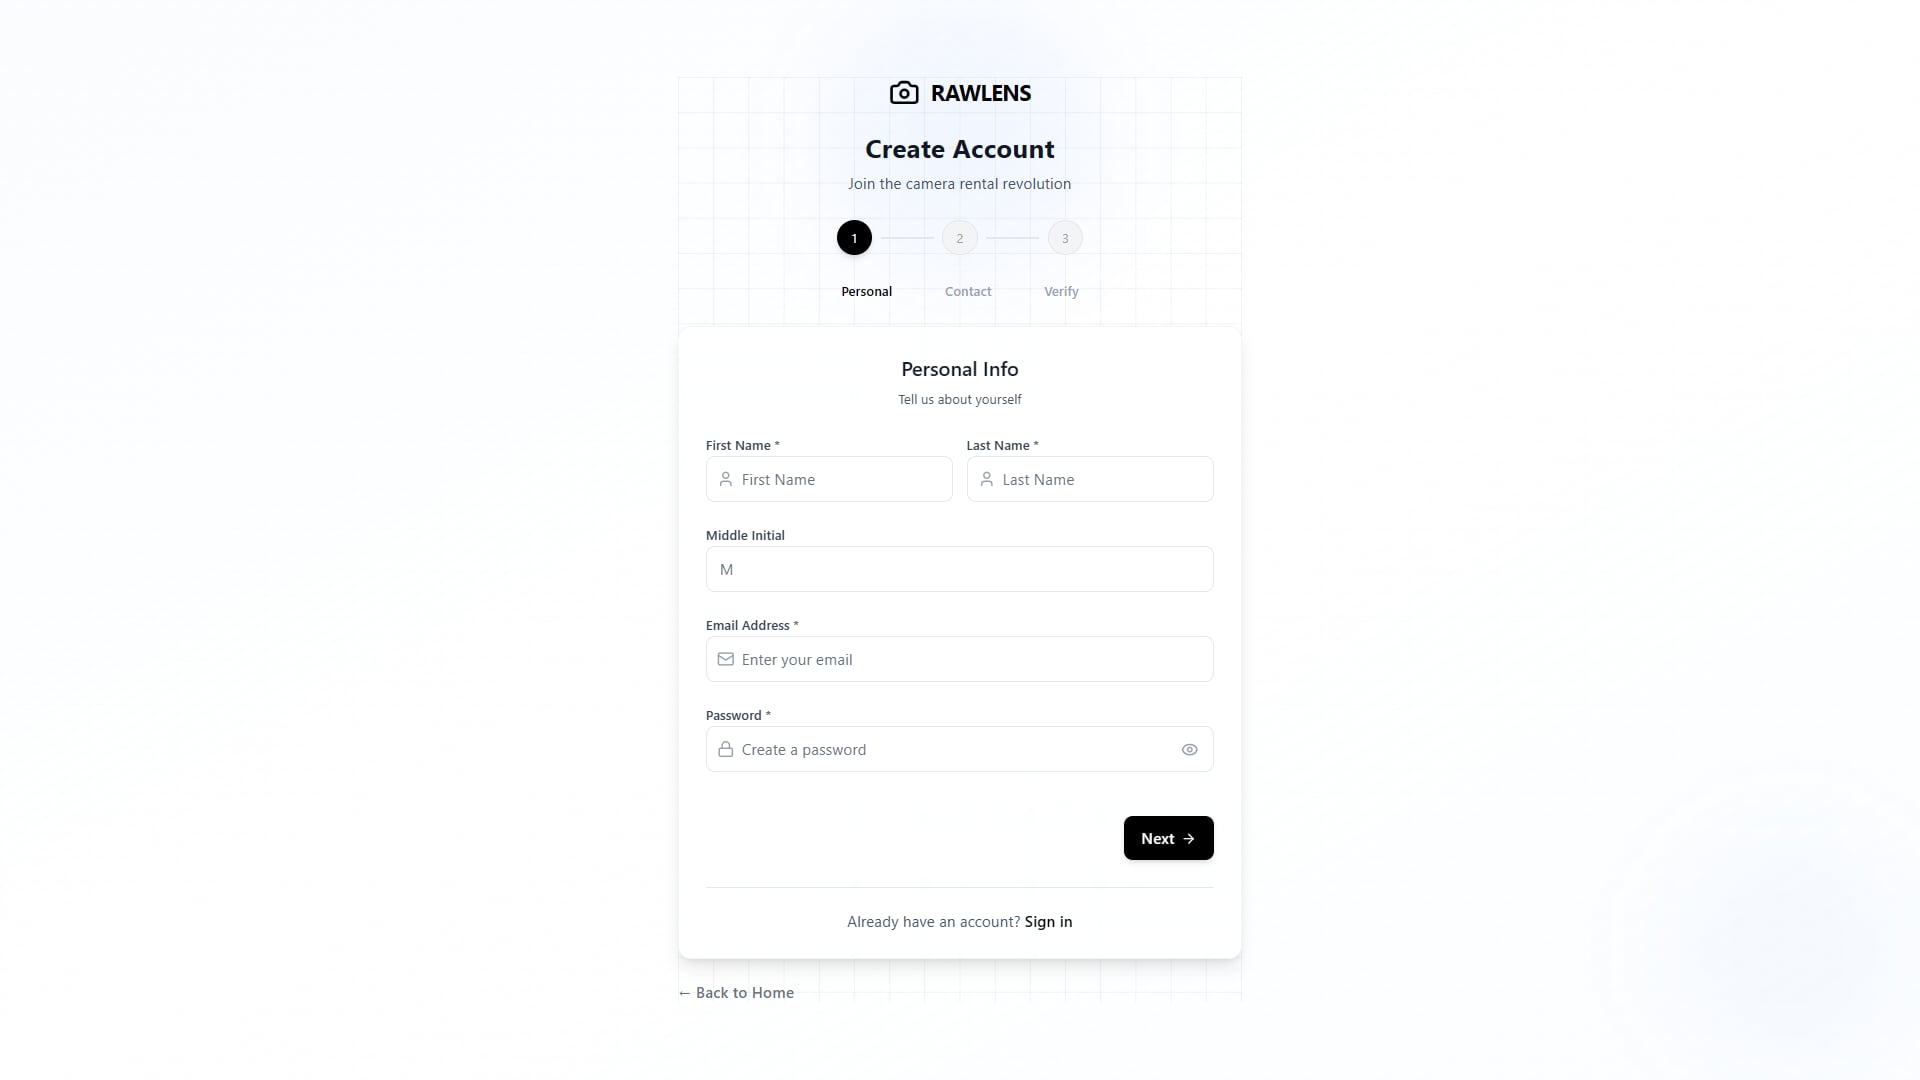 RAWLENS
Create Account
Join the camera rental revolution
1 2 3
Personal Contact Verify
Personal Info
Tell us about yourself
First Name * Last Name *
First Name Last Name
Middle Initial
M
Email Address *
Enter your email
Password *
Create a password
Next →
Already have an account? Sign in
← Back to Home